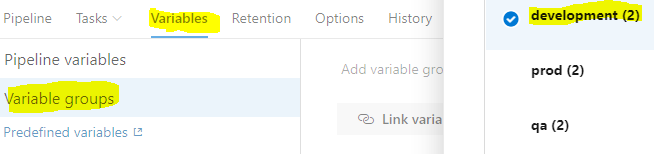 Pipeline Tasks Variables Retention Options History
Pipeline variables
Variable groups
Predefined variables
Add variable gro
Link varia
development (2)
prod (2)
qa (2)